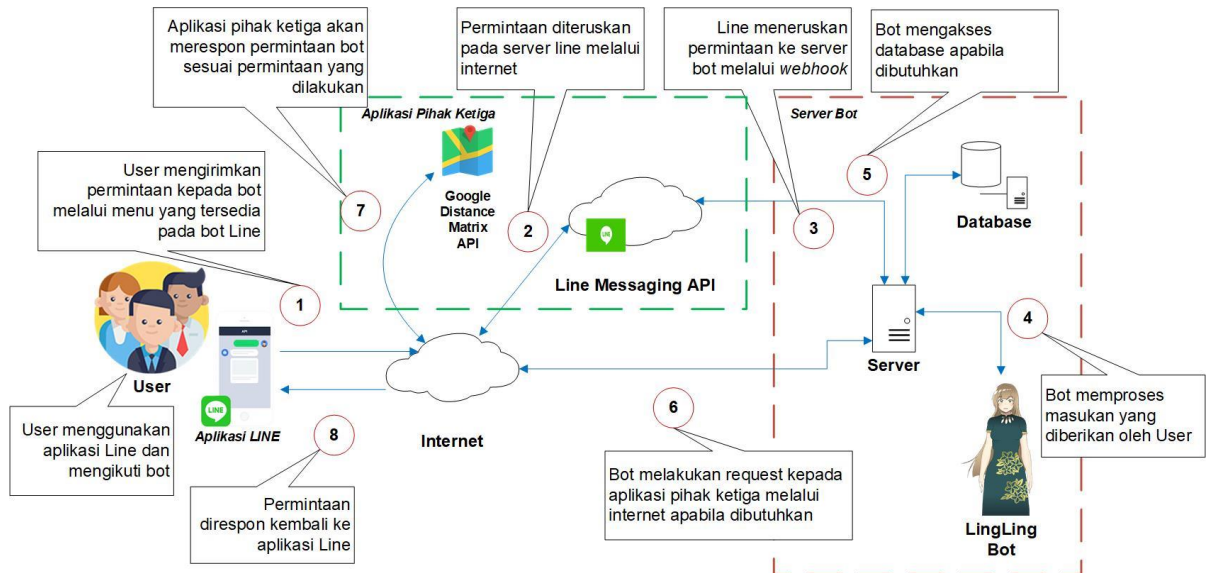 Aplikasi pihak ketiga akan
merespon permintaan bot
sesuai permintaan yang
dilakukan
Permintaan diteruskan
pada server line melalui
internet
Line meneruskan
permintaan ke server
bot melalui webhook
Bot mengakses
database apabila
dibutuhkan
Aplikasi Pihak Ketiga
Server Bot
User mengirimkan
permintaan kepada bot
melalui menu yang tersedia
pada bot Line
7
Google
Distance
Matrix
API
2
LINE
3
5
Database
Line Messaging API
1
4
Server
User
LINE
Aplikasi LINE
Internet
6
Bot memproses
masukan yang
diberikan oleh User
User menggunakan
aplikasi Line dan
mengikuti bot
8
Permintaan
direspon kembali ke
aplikasi Line
Bot melakukan request kepada
aplikasi pihak ketiga melalui
internet apabila dibutuhkan
LingLing
Bot